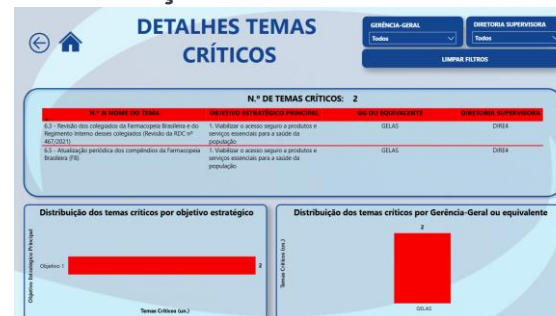 DETALHES TEMAS
CRÍTICOS
GERÊNCIA-GERAL
Todos
DIRETORIA SUPERVISORA
Todos
LIMPAR FILTROS
N.º DE TEMAS CRÍTICOS: 2
N.º & NOME DO TEMA
OBJETIVO ESTRATÉGICO PRINCIPAL
GG OU EQUIVALENTE
DIRETORIA SUPERVISORA
6.3 - Revisão dos colegiados da Farmacopeia Brasileira e do
Regimento Interno desses colegiados (Revisão da RDC nº
467/2021)
1. Viabilizar o acesso seguro a produtos e
serviços essenciais para a saúde da
população
GELAS
DIRE4
6.5 - Atualização periódica dos compêndios da Farmacopeia
Brasileira (FB)
1. Viabilizar o acesso seguro a produtos e
serviços essenciais para a saúde da
população
GELAS
DIRE4
Distribuição dos temas críticos por objetivo estratégico
Objetivo Estratégico Principal
Objetivo 1
2
Temas Críticos (un.)
Distribuição dos temas críticos por Gerência-Geral ou equivalente
Temas Críticos (un.)
2
GELAS